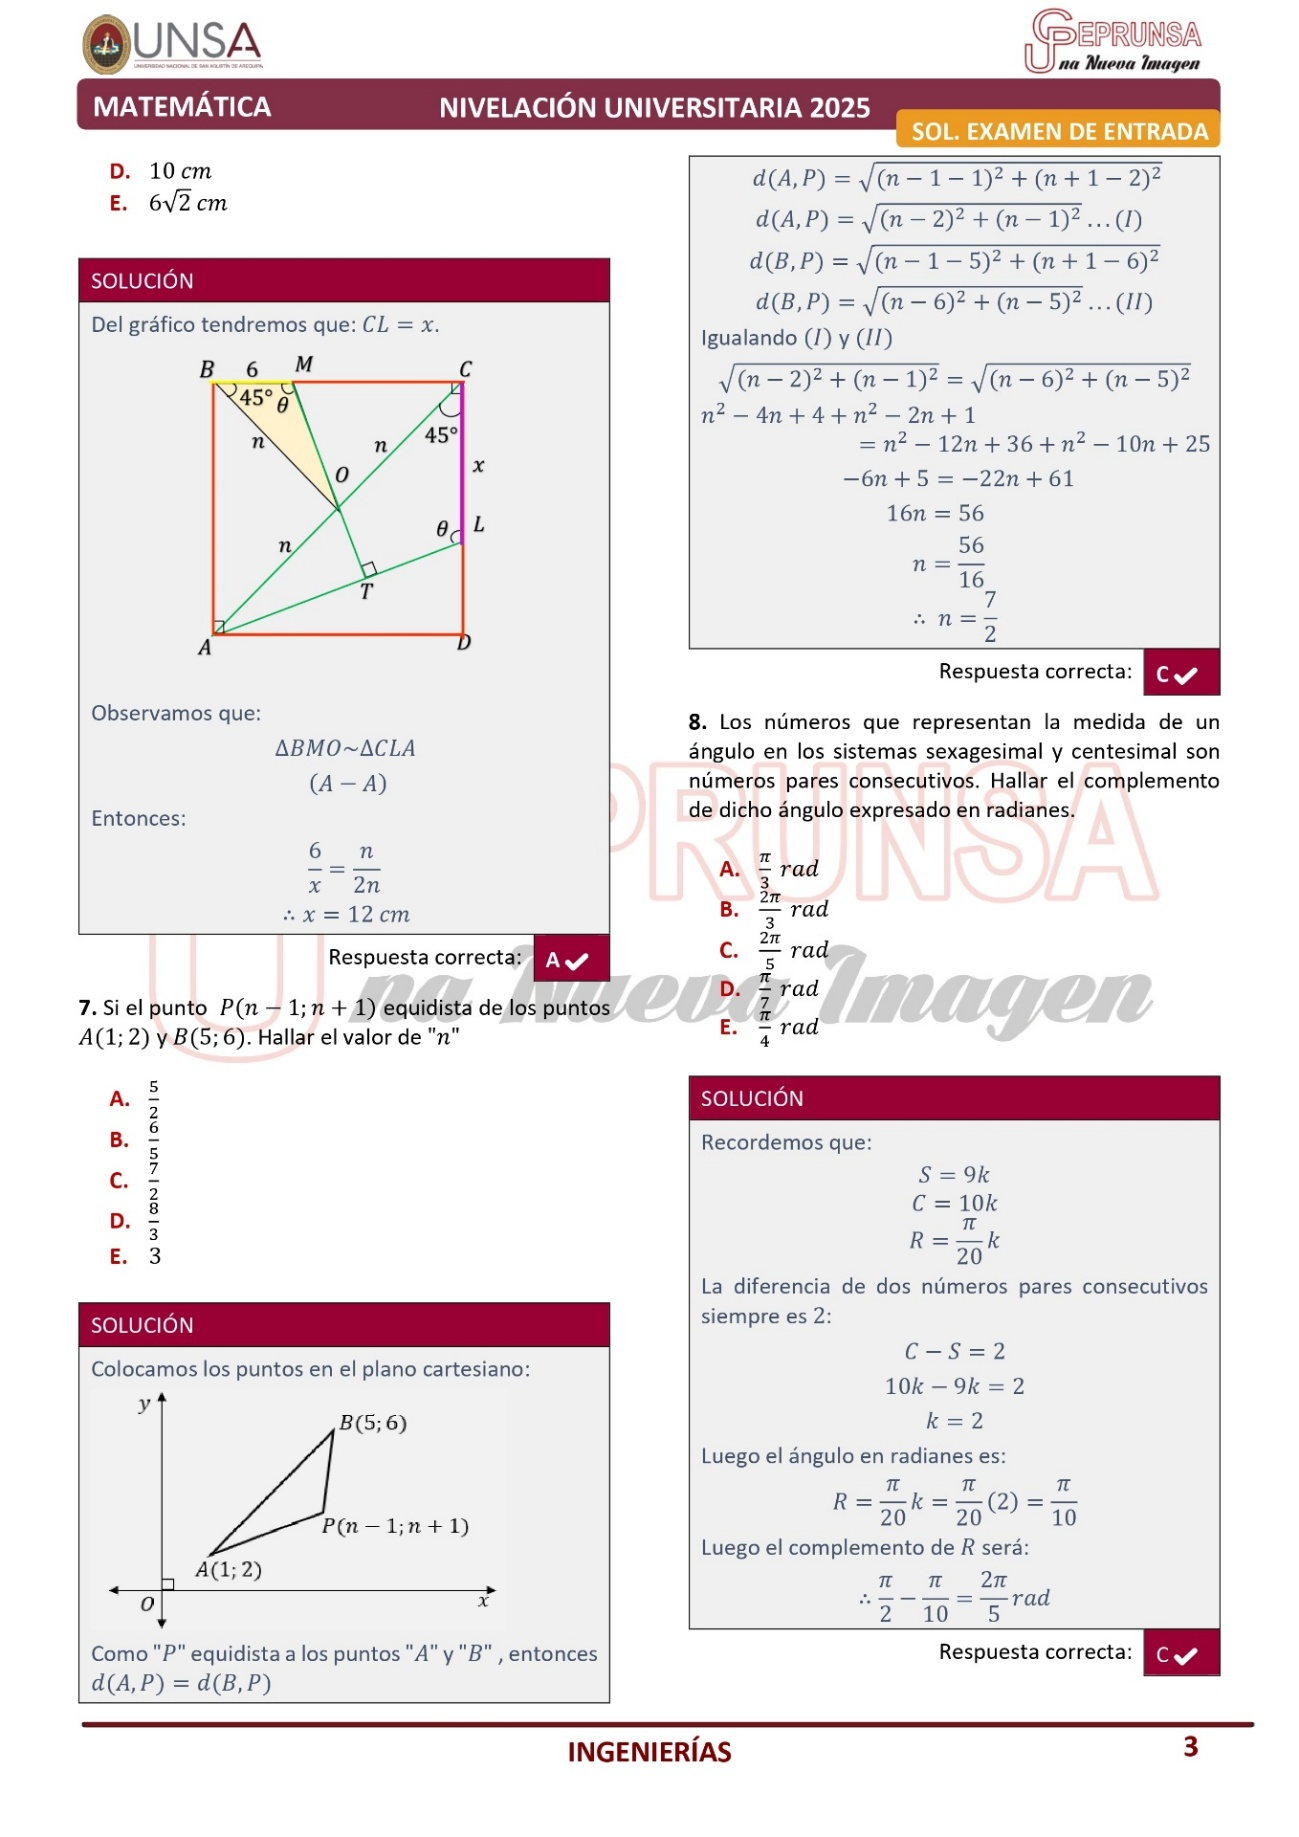 UNSA
UNIVERSIDAD NACIONAL DE SAN AGUSTÍN DE AREQUIPA
CEPRUNSA
Una Nueva Imagen
MATEMÁTICA
NIVELACIÓN UNIVERSITARIA 2025
SOL. EXAMEN DE ENTRADA
D. 10 cm
E. 6√2 cm
SOLUCIÓN
Del gráfico tendremos que: CL = x.
B 6 M C
45° θ
n n 45°
O x
θ L
n
T
A D
Observamos que:
ΔBMO~ΔCLA
(A − A)
Entonces:
6/x = n/2n
∴ x = 12 cm
Respuesta correcta: A ✓
7. Si el punto P(n − 1; n + 1) equidista de los puntos
A(1; 2) y B(5; 6). Hallar el valor de "n"
A. 5/2
B. 6/5
C. 7/2
D. 8/3
E. 3
SOLUCIÓN
Colocamos los puntos en el plano cartesiano:
y
B(5; 6)
P(n − 1; n + 1)
A(1; 2)
O x
Como "P" equidista a los puntos "A" y "B" , entonces
d(A, P) = d(B, P)
d(A, P) = √((n − 1 − 1)² + (n + 1 − 2)²)
d(A, P) = √((n − 2)² + (n − 1)²) … (I)
d(B, P) = √((n − 1 − 5)² + (n + 1 − 6)²)
d(B, P) = √((n − 6)² + (n − 5)²) … (II)
Igualando (I) y (II)
√((n − 2)² + (n − 1)²) = √((n − 6)² + (n − 5)²)
n² − 4n + 4 + n² − 2n + 1
= n² − 12n + 36 + n² − 10n + 25
−6n + 5 = −22n + 61
16n = 56
n = 56/16
∴ n = 7/2
Respuesta correcta: C ✓
8. Los números que representan la medida de un
ángulo en los sistemas sexagesimal y centesimal son
números pares consecutivos. Hallar el complemento
de dicho ángulo expresado en radianes.
A. π/3 rad
B. 2π/3 rad
C. 2π/5 rad
D. π/7 rad
E. π/4 rad
SOLUCIÓN
Recordemos que:
S = 9k
C = 10k
R = π/20 k
La diferencia de dos números pares consecutivos
siempre es 2:
C − S = 2
10k − 9k = 2
k = 2
Luego el ángulo en radianes es:
R = π/20 k = π/20 (2) = π/10
Luego el complemento de R será:
∴ π/2 − π/10 = 2π/5 rad
Respuesta correcta: C ✓
INGENIERÍAS
3